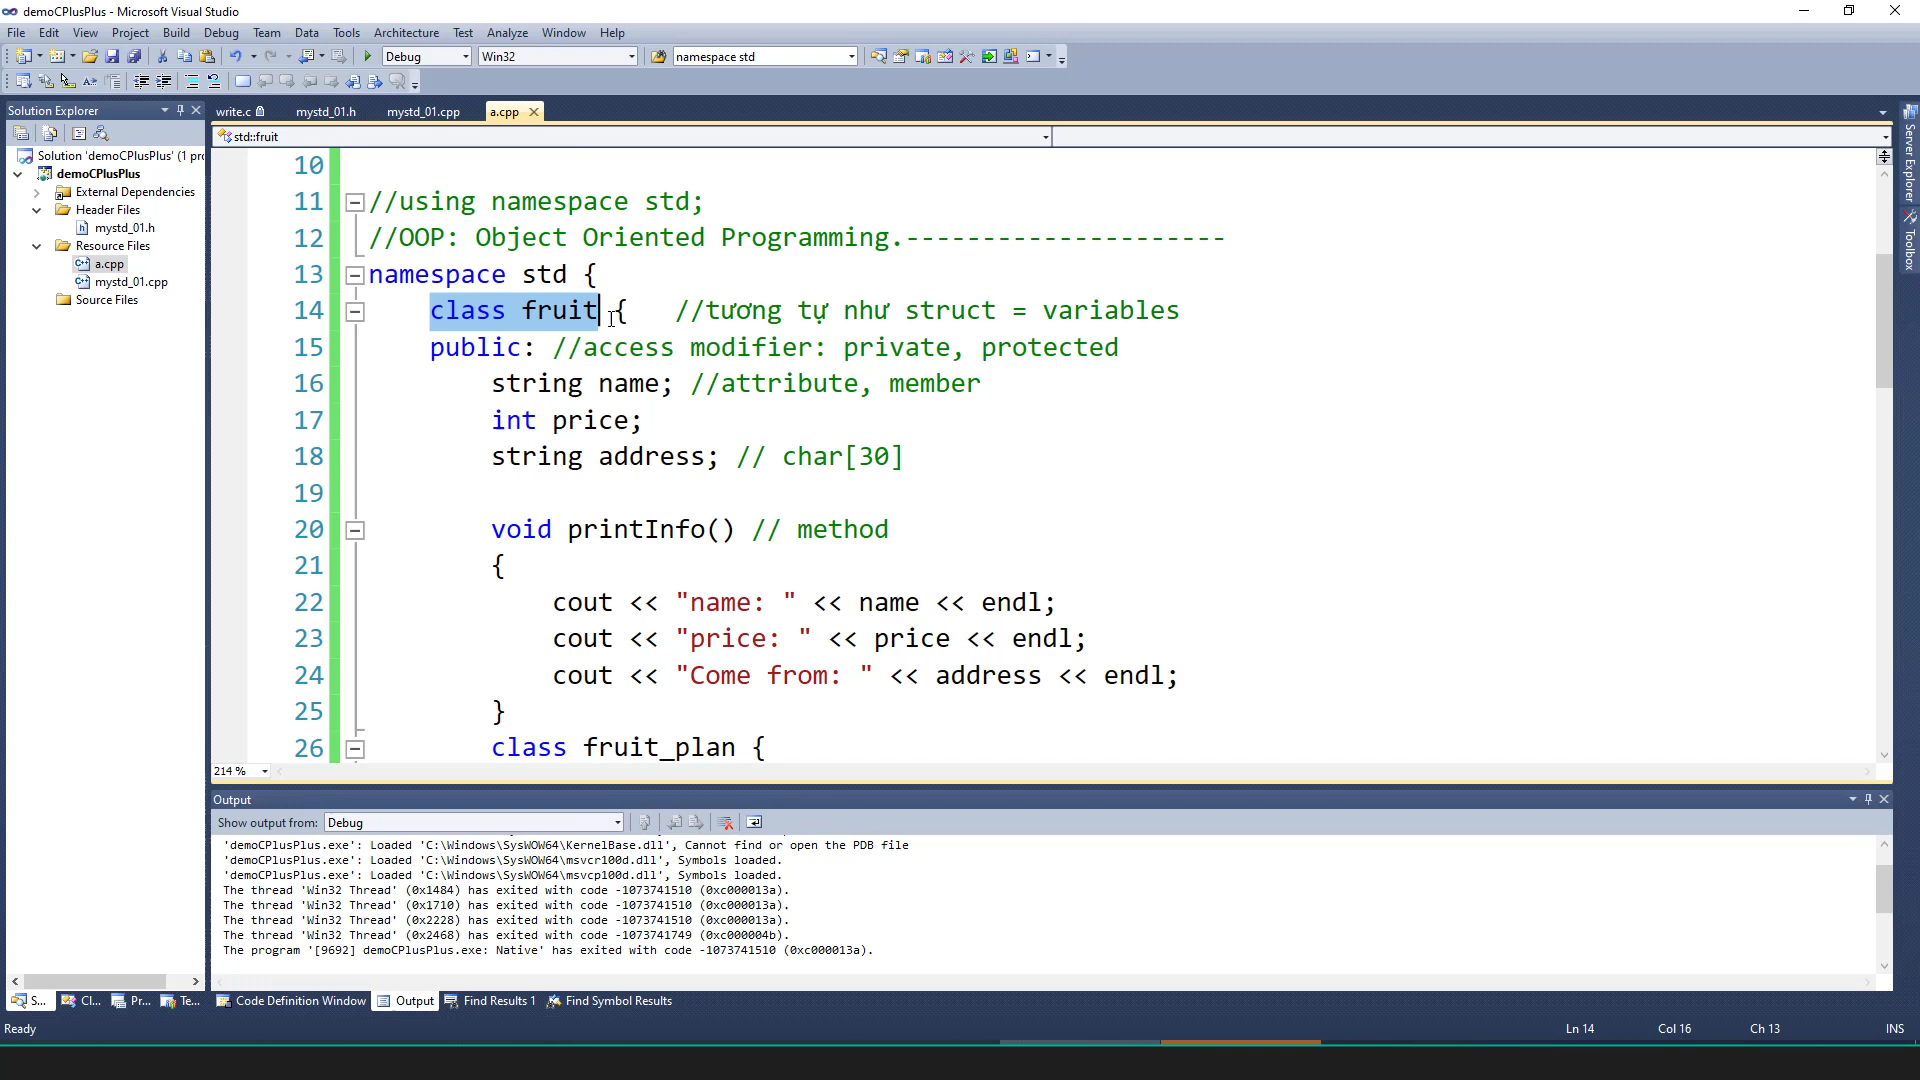 demoCPlusPlus - Microsoft Visual Studio
File Edit View Project Build Debug Team Data Tools Architecture Test Analyze Window Help
Debug Win32 namespace std
Solution Explorer
write.c mystd_01.h mystd_01.cpp a.cpp
std::fruit
Solution 'demoCPlusPlus' (1 pr
demoCPlusPlus
External Dependencies
Header Files
mystd_01.h
Resource Files
a.cpp
mystd_01.cpp
Source Files
10
11 //using namespace std;
12 //OOP: Object Oriented Programming.---------------------
13 namespace std {
14 class fruit { //tương tự như struct = variables
15 public: //access modifier: private, protected
16 string name; //attribute, member
17 int price;
18 string address; // char[30]
19
20 void printInfo() // method
21 {
22 cout << "name: " << name << endl;
23 cout << "price: " << price << endl;
24 cout << "Come from: " << address << endl;
25 }
26 class fruit_plan {
214 %
Output
Show output from: Debug
'demoCPlusPlus.exe': Loaded 'C:\Windows\SysWOW64\KernelBase.dll', Cannot find or open the PDB file
'demoCPlusPlus.exe': Loaded 'C:\Windows\SysWOW64\msvcr100d.dll', Symbols loaded.
'demoCPlusPlus.exe': Loaded 'C:\Windows\SysWOW64\msvcp100d.dll', Symbols loaded.
The thread 'Win32 Thread' (0x1484) has exited with code -1073741510 (0xc000013a).
The thread 'Win32 Thread' (0x1710) has exited with code -1073741510 (0xc000013a).
The thread 'Win32 Thread' (0x2228) has exited with code -1073741510 (0xc000013a).
The thread 'Win32 Thread' (0x2468) has exited with code -1073741749 (0xc000004b).
The program '[9692] demoCPlusPlus.exe: Native' has exited with code -1073741510 (0xc000013a).
S... Cl... Pr... Te... Code Definition Window Output Find Results 1 Find Symbol Results
Ready Ln 14 Col 16 Ch 13 INS
Server Explorer
Toolbox